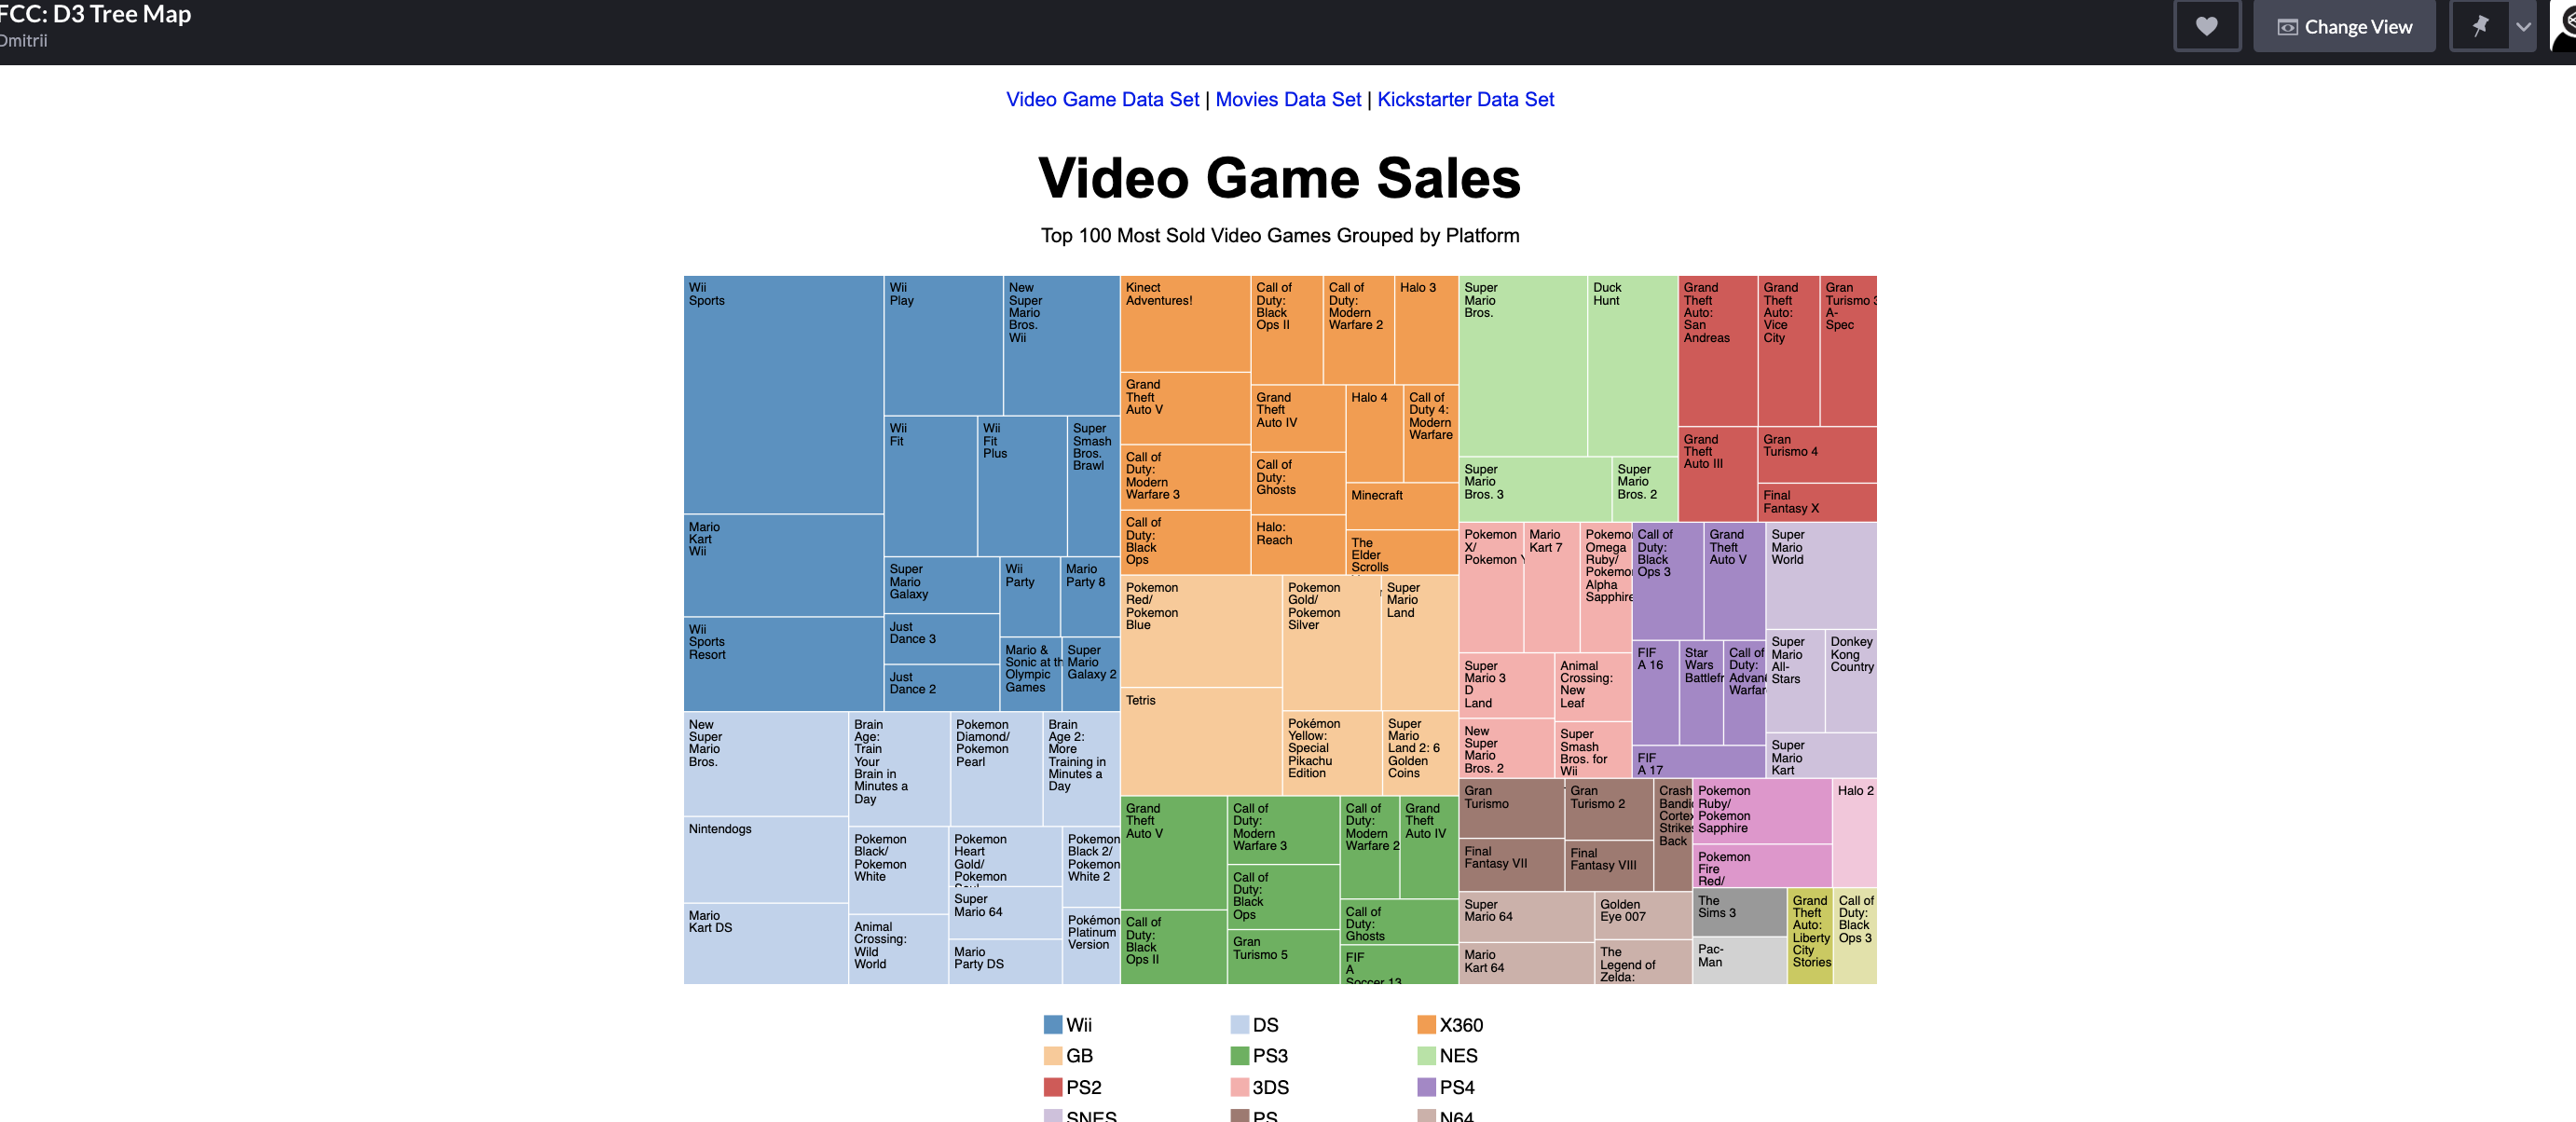 FCC: D3 Tree Map
Dmitrii
Change View
Video Game Data Set | Movies Data Set | Kickstarter Data Set
Video Game Sales
Top 100 Most Sold Video Games Grouped by Platform
Wii
Sports
Mario
Kart
Wii
Wii
Sports
Resort
Wii
Play
New
Super
Mario
Bros.
Wii
Wii
Fit
Wii
Fit
Plus
Super
Smash
Bros.
Brawl
Super
Mario
Galaxy
Just
Dance 3
Just
Dance 2
Wii
Party
Mario
Party 8
Mario &
Sonic at th
Olympic
Games
Super
Mario
Galaxy 2
New
Super
Mario
Bros.
Nintendogs
Mario
Kart DS
Brain
Age:
Train
Your
Brain in
Minutes a
Day
Pokemon
Diamond/
Pokemon
Pearl
Brain
Age 2:
More
Training in
Minutes a
Day
Pokemon
Black/
Pokemon
White
Animal
Crossing:
Wild
World
Pokemon
Heart
Gold/
Pokemon
Super
Mario 64
Mario
Party DS
Pokemon
Black 2/
Pokemon
White 2
Pokémon
Platinum
Version
Kinect
Adventures!
Grand
Theft
Auto V
Call of
Duty:
Modern
Warfare 3
Call of
Duty:
Black
Ops
Call of
Duty:
Black
Ops II
Call of
Duty:
Modern
Warfare 2
Halo 3
Grand
Theft
Auto IV
Call of
Duty:
Ghosts
Halo:
Reach
Halo 4
Call of
Duty 4:
Modern
Warfare
Minecraft
The
Elder
Scrolls
Pokemon
Red/
Pokemon
Blue
Tetris
Pokemon
Gold/
Pokemon
Silver
Super
Mario
Land
Pokémon
Yellow:
Special
Pikachu
Edition
Super
Mario
Land 2: 6
Golden
Coins
Grand
Theft
Auto V
Call of
Duty:
Black
Ops II
Call of
Duty:
Modern
Warfare 3
Call of
Duty:
Black
Ops
Gran
Turismo 5
Call of
Duty:
Modern
Warfare 2
Grand
Theft
Auto IV
Call of
Duty:
Ghosts
FIF
A
Soccer 13
Super
Mario
Bros.
Duck
Hunt
Super
Mario
Bros. 3
Super
Mario
Bros. 2
Grand
Theft
Auto:
San
Andreas
Grand
Theft
Auto:
Vice
City
Gran
Turismo 3
A-
Spec
Grand
Theft
Auto III
Gran
Turismo 4
Final
Fantasy X
Pokemon
X/
Pokemon Y
Mario
Kart 7
Pokemo
Omega
Ruby/
Pokemo
Alpha
Sapphire
Super
Mario 3
D
Land
Animal
Crossing:
New
Leaf
New
Super
Mario
Bros. 2
Super
Smash
Bros. for
Wii
Call of
Duty:
Black
Ops 3
Grand
Theft
Auto V
FIF
A 16
Star
Wars
Battlefr
Call of
Duty:
Advan
Warfar
FIF
A 17
Super
Mario
World
Super
Mario
All-
Stars
Donkey
Kong
Country
Super
Mario
Kart
Gran
Turismo
Final
Fantasy VII
Gran
Turismo 2
Final
Fantasy VIII
Crash
Bandic
Cortex
Strikes
Back
Super
Mario 64
Mario
Kart 64
Golden
Eye 007
The
Legend of
Zelda:
Pokemon
Ruby/
Pokemon
Sapphire
Pokemon
Fire
Red/
Halo 2
The
Sims 3
Pac-
Man
Grand
Theft
Auto:
Liberty
City
Stories
Call of
Duty:
Black
Ops 3
Wii
DS
X360
GB
PS3
NES
PS2
3DS
PS4
SNES
PS
N64